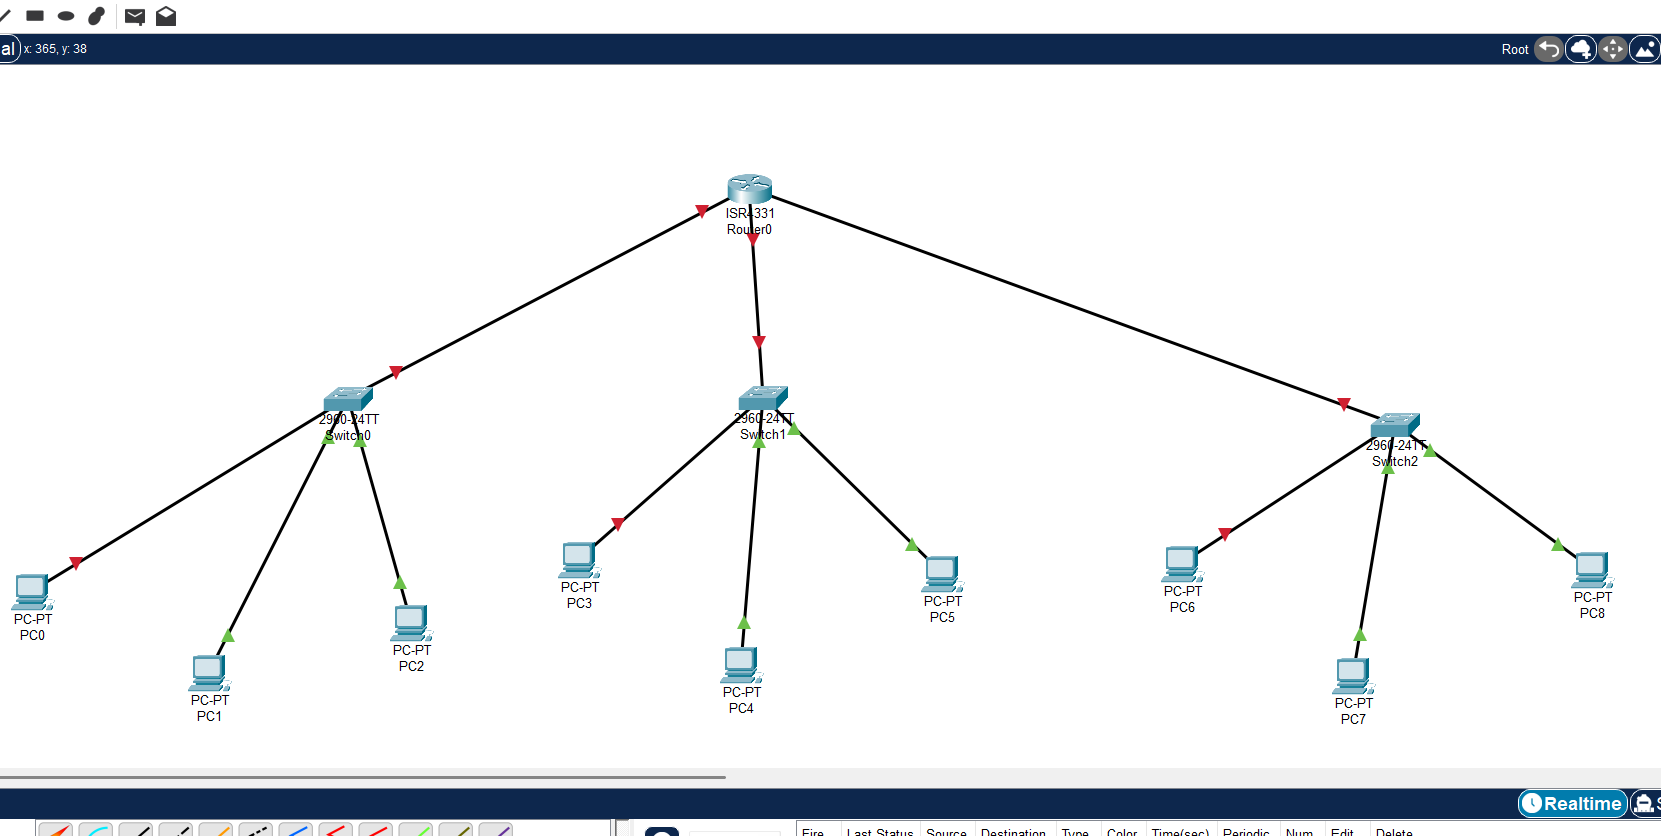 al x: 365, y: 38
Root
ISR4331
Router0
2960-24TT
Switch0
2960-24TT
Switch1
2960-24TT
Switch2
PC-PT
PC0
PC-PT
PC1
PC-PT
PC2
PC-PT
PC3
PC-PT
PC4
PC-PT
PC5
PC-PT
PC6
PC-PT
PC7
PC-PT
PC8
Realtime
Fire Last Status Source Destination Type Color Time(sec) Periodic Num Edit Delete